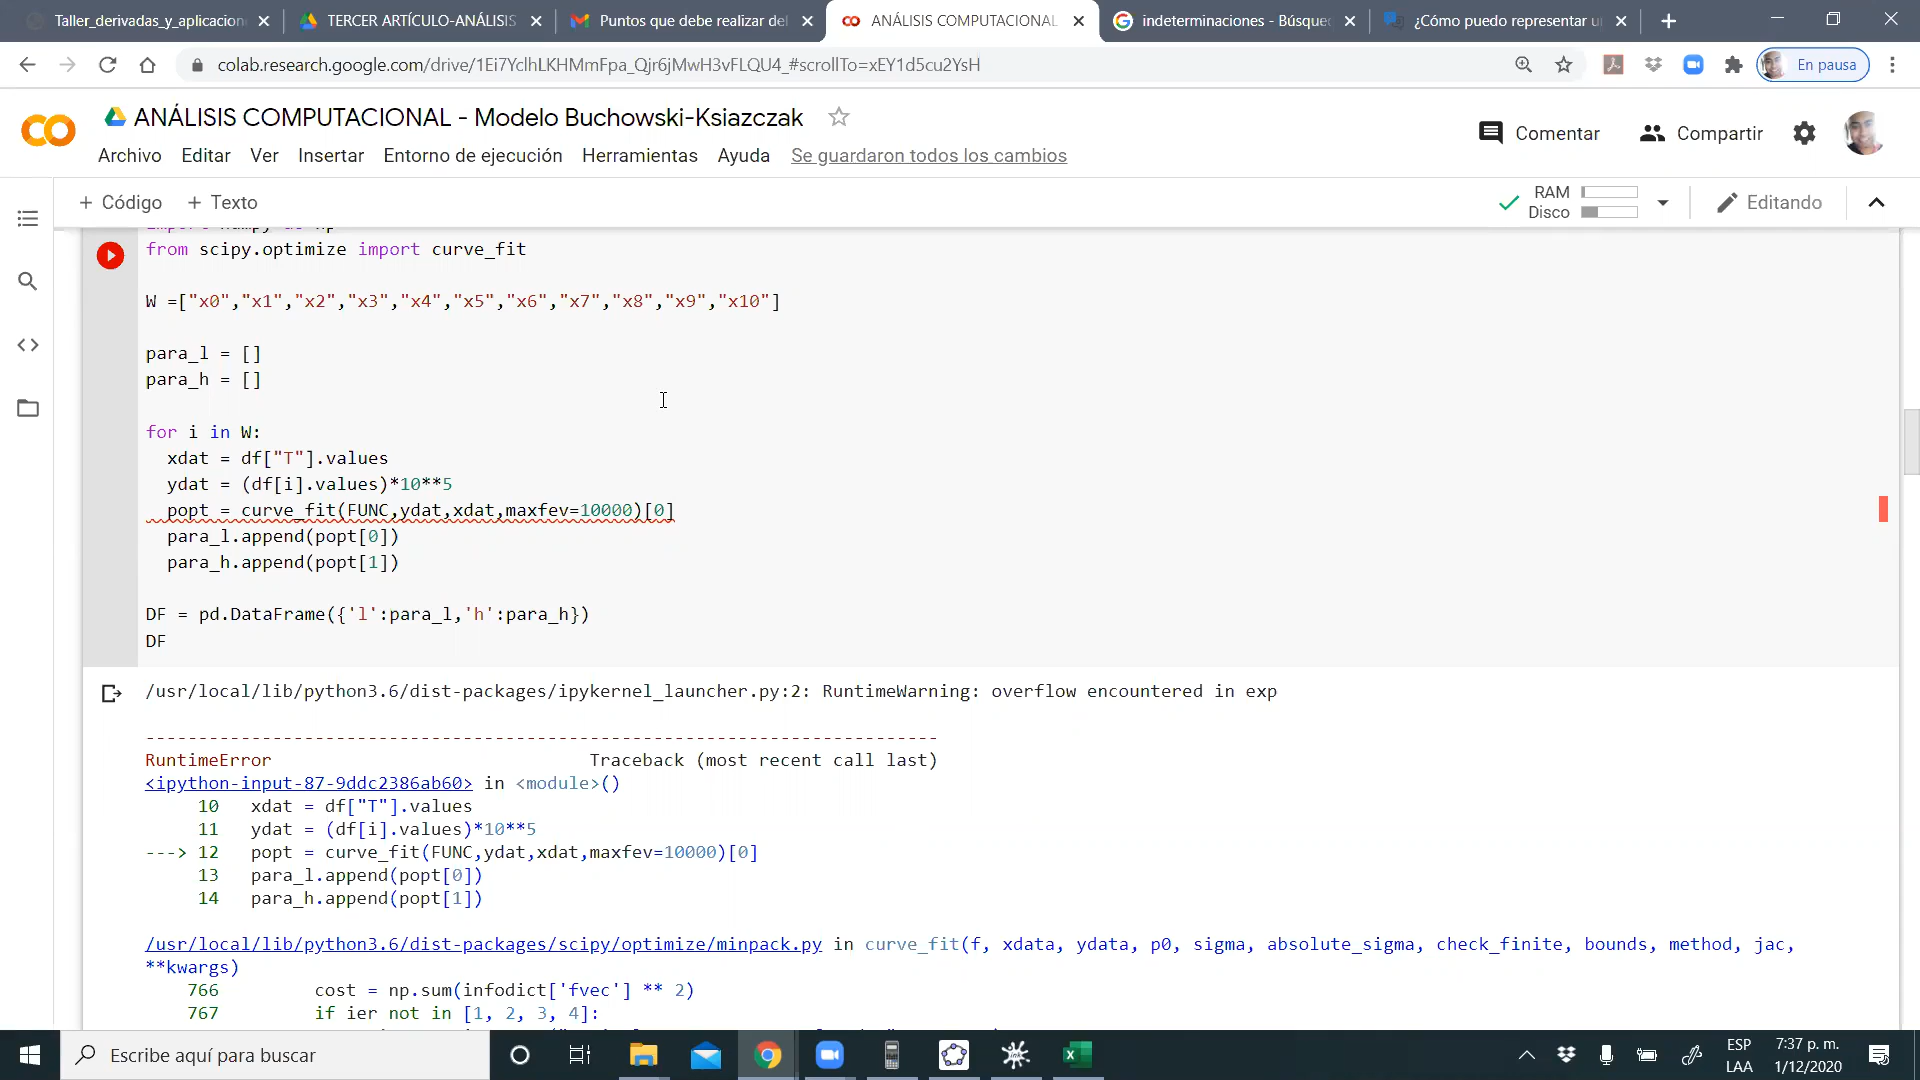 Taller_derivadas_y_aplicacion
TERCER ARTÍCULO-ANÁLISIS
Puntos que debe realizar del
ANÁLISIS COMPUTACIONAL
indeterminaciones - Búsqued
¿Cómo puedo representar u
colab.research.google.com/drive/1Ei7YclhLKHMmFpa_Qjr6jMwH3vFLQU4_#scrollTo=xEY1d5cu2YsH
En pausa
ANÁLISIS COMPUTACIONAL - Modelo Buchowski-Ksiazczak
Archivo Editar Ver Insertar Entorno de ejecución Herramientas Ayuda Se guardaron todos los cambios
Comentar
Compartir
+ Código + Texto
RAM
Disco
Editando
import numpy as np
from scipy.optimize import curve_fit
W =["x0","x1","x2","x3","x4","x5","x6","x7","x8","x9","x10"]
para_l = []
para_h = []
for i in W:
xdat = df["T"].values
ydat = (df[i].values)*10**5
popt = curve_fit(FUNC,ydat,xdat,maxfev=10000)[0]
para_l.append(popt[0])
para_h.append(popt[1])
DF = pd.DataFrame({'l':para_l,'h':para_h})
DF
/usr/local/lib/python3.6/dist-packages/ipykernel_launcher.py:2: RuntimeWarning: overflow encountered in exp
---------------------------------------------------------------------------
RuntimeError Traceback (most recent call last)
<ipython-input-87-9ddc2386ab60> in <module>()
10 xdat = df["T"].values
11 ydat = (df[i].values)*10**5
---> 12 popt = curve_fit(FUNC,ydat,xdat,maxfev=10000)[0]
13 para_l.append(popt[0])
14 para_h.append(popt[1])
/usr/local/lib/python3.6/dist-packages/scipy/optimize/minpack.py in curve_fit(f, xdata, ydata, p0, sigma, absolute_sigma, check_finite, bounds, method, jac,
**kwargs)
766 cost = np.sum(infodict['fvec'] ** 2)
767 if ier not in [1, 2, 3, 4]:
Escribe aquí para buscar
ESP
LAA
7:37 p. m.
1/12/2020